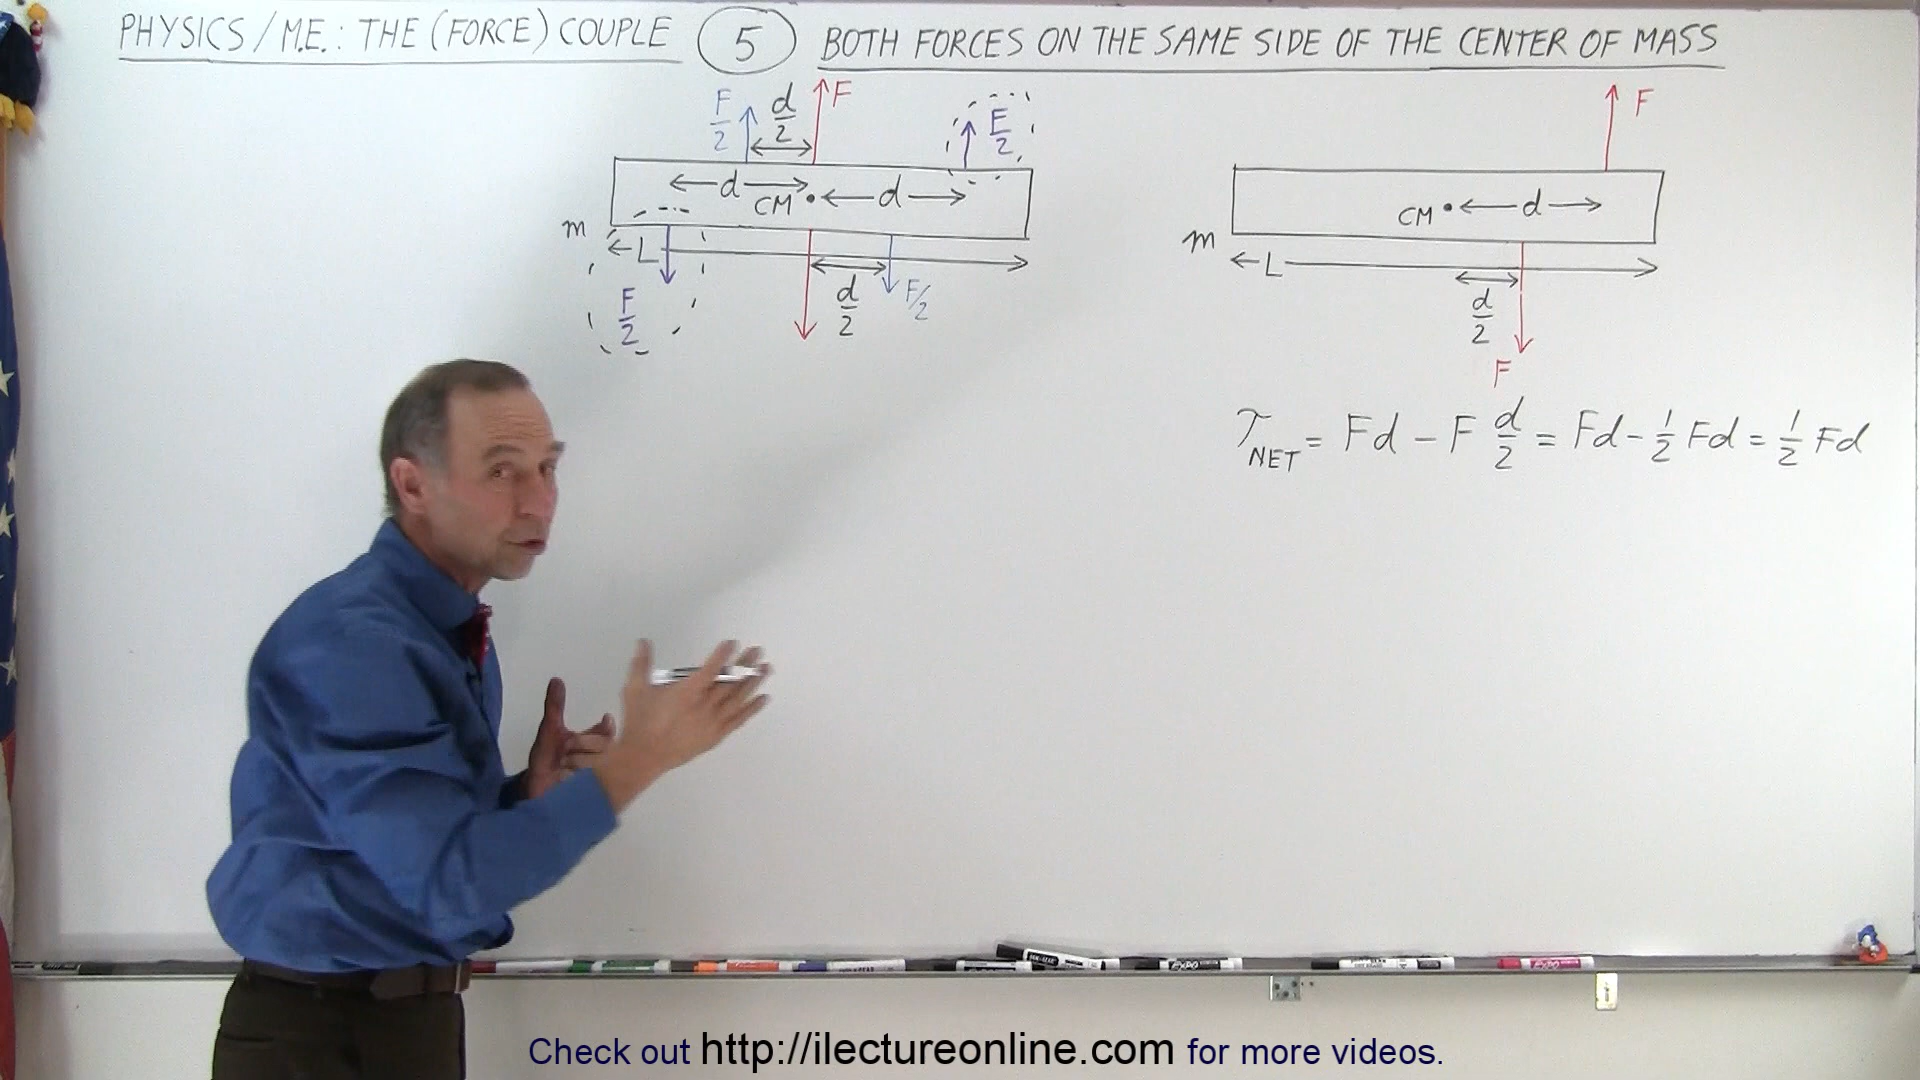 PHYSICS / M.E.: THE (FORCE) COUPLE 5 BOTH FORCES ON THE SAME SIDE OF THE CENTER OF MASS
F/2 d/2 F F/2
d CM d
m L
F/2 d/2 F/2
F
CM d
m L
d/2
F
τNET = Fd - F d/2 = Fd - 1/2 Fd = 1/2 Fd
EXPO
EXPO
Check out http://ilectureonline.com for more videos.